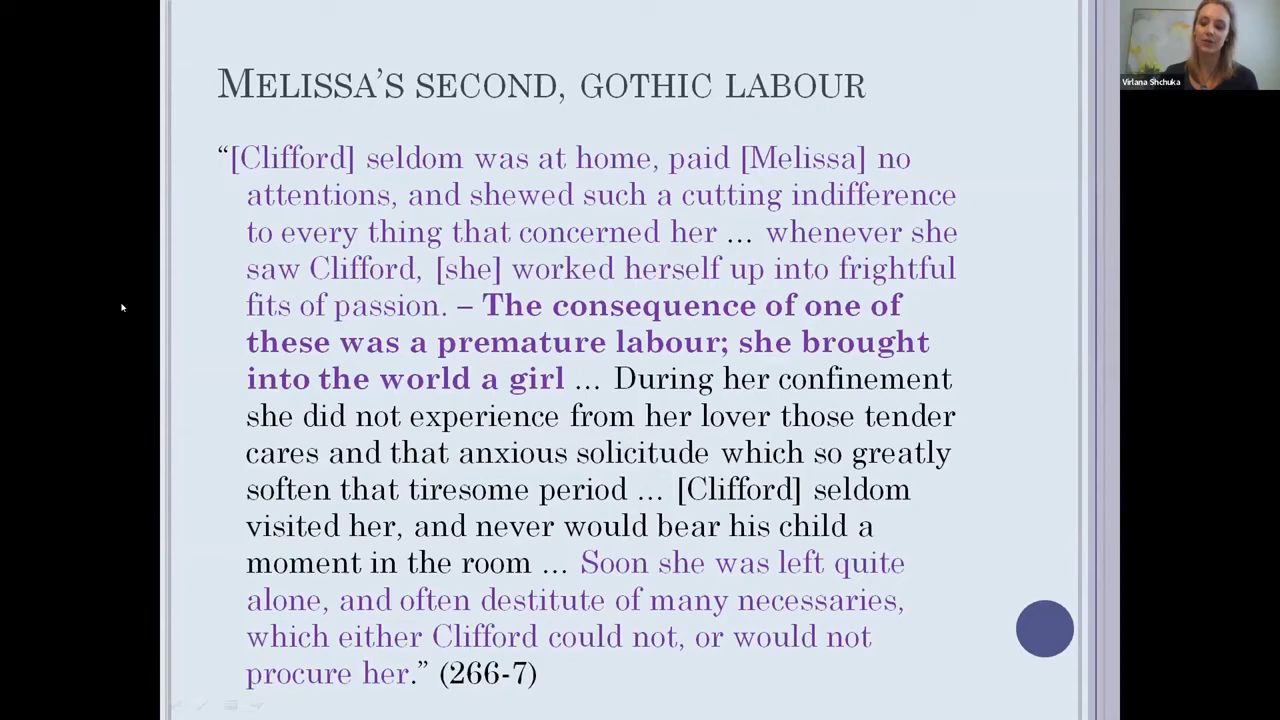 MELISSA'S SECOND, GOTHIC LABOUR
Virlana Shchuka
“[Clifford] seldom was at home, paid [Melissa] no
attentions, and shewed such a cutting indifference
to every thing that concerned her ... whenever she
saw Clifford, [she] worked herself up into frightful
fits of passion. – The consequence of one of
these was a premature labour; she brought
into the world a girl ... During her confinement
she did not experience from her lover those tender
cares and that anxious solicitude which so greatly
soften that tiresome period ... [Clifford] seldom
visited her, and never would bear his child a
moment in the room ... Soon she was left quite
alone, and often destitute of many necessaries,
which either Clifford could not, or would not
procure her.” (266-7)